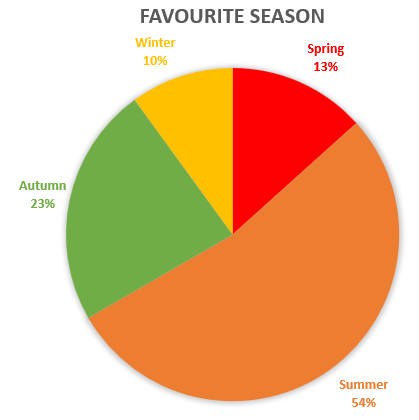 FAVOURITE SEASON
Winter
10%
Spring
13%
Autumn
23%
Summer
54%